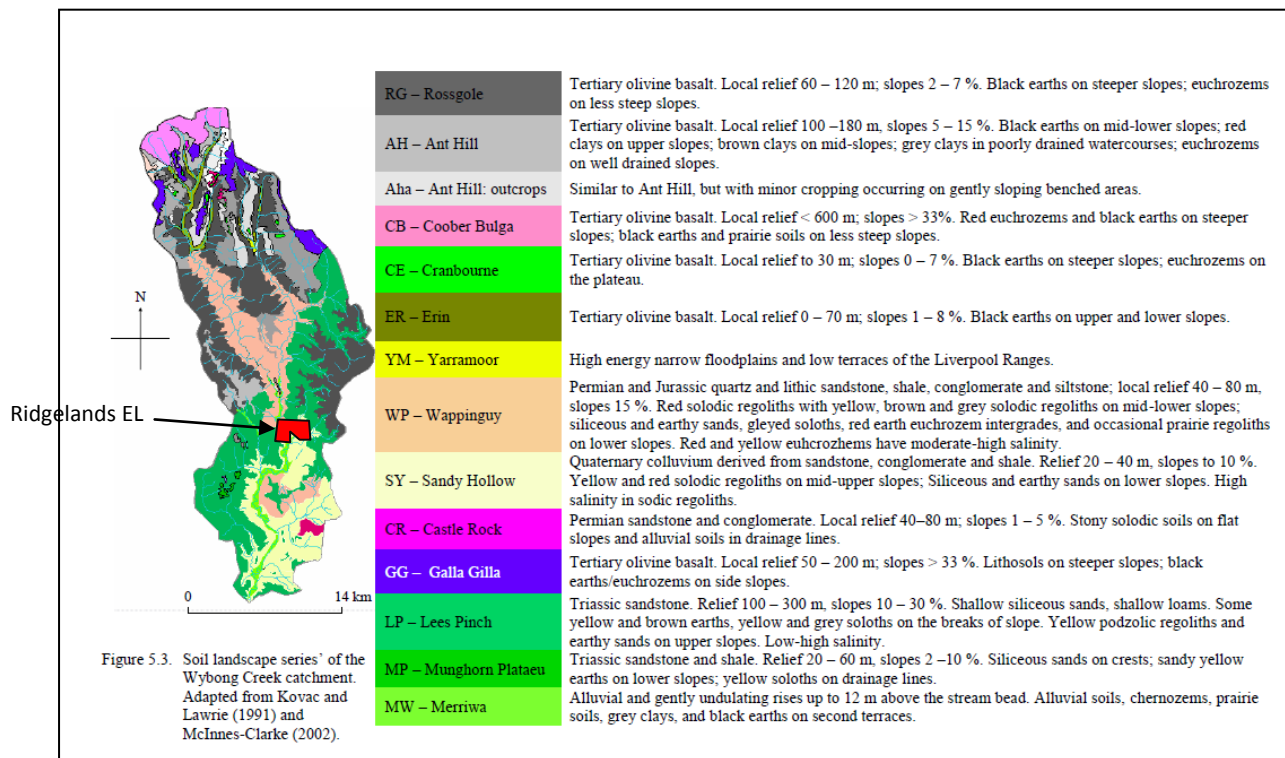 RG – Rossgole
Tertiary olivine basalt. Local relief 60 – 120 m; slopes 2 – 7 %. Black earths on steeper slopes; euchrozems
on less steep slopes.
AH – Ant Hill
Tertiary olivine basalt. Local relief 100 –180 m, slopes 5 – 15 %. Black earths on mid-lower slopes; red
clays on upper slopes; brown clays on mid-slopes; grey clays in poorly drained watercourses; euchrozems
on well drained slopes.
Aha – Ant Hill: outcrops
Similar to Ant Hill, but with minor cropping occurring on gently sloping benched areas.
CB – Coober Bulga
Tertiary olivine basalt. Local relief < 600 m; slopes > 33%. Red euchrozems and black earths on steeper
slopes; black earths and prairie soils on less steep slopes.
CE – Cranbourne
Tertiary olivine basalt. Local relief to 30 m; slopes 0 – 7 %. Black earths on steeper slopes; euchrozems on
the plateau.
ER – Erin
Tertiary olivine basalt. Local relief 0 – 70 m; slopes 1 – 8 %. Black earths on upper and lower slopes.
YM – Yarramoor
High energy narrow floodplains and low terraces of the Liverpool Ranges.
WP – Wappinguy
Permian and Jurassic quartz and lithic sandstone, shale, conglomerate and siltstone; local relief 40 – 80 m,
slopes 15 %. Red solodic regoliths with yellow, brown and grey solodic regoliths on mid-lower slopes;
siliceous and earthy sands, gleyed soloths, red earth euchrozem intergrades, and occasional prairie regoliths
on lower slopes. Red and yellow euhcrozhems have moderate-high salinity.
SY – Sandy Hollow
Quaternary colluvium derived from sandstone, conglomerate and shale. Relief 20 – 40 m, slopes to 10 %.
Yellow and red solodic regoliths on mid-upper slopes; Siliceous and earthy sands on lower slopes. High
salinity in sodic regoliths.
CR – Castle Rock
Permian sandstone and conglomerate. Local relief 40–80 m; slopes 1 – 5 %. Stony solodic soils on flat
slopes and alluvial soils in drainage lines.
GG – Galla Gilla
Tertiary olivine basalt. Local relief 50 – 200 m; slopes > 33 %. Lithosols on steeper slopes; black
earths/euchrozems on side slopes.
LP – Lees Pinch
Triassic sandstone. Relief 100 – 300 m, slopes 10 – 30 %. Shallow siliceous sands, shallow loams. Some
yellow and brown earths, yellow and grey soloths on the breaks of slope. Yellow podzolic regoliths and
earthy sands on upper slopes. Low-high salinity.
MP – Munghorn Plataeu
Triassic sandstone and shale. Relief 20 – 60 m, slopes 2 –10 %. Siliceous sands on crests; sandy yellow
earths on lower slopes; yellow soloths on drainage lines.
MW – Merriwa
Alluvial and gently undulating rises up to 12 m above the stream bead. Alluvial soils, chernozems, prairie
soils, grey clays, and black earths on second terraces.
N
Ridgelands EL
0 14 km
Figure 5.3. Soil landscape series' of the
Wybong Creek catchment.
Adapted from Kovac and
Lawrie (1991) and
McInnes-Clarke (2002).